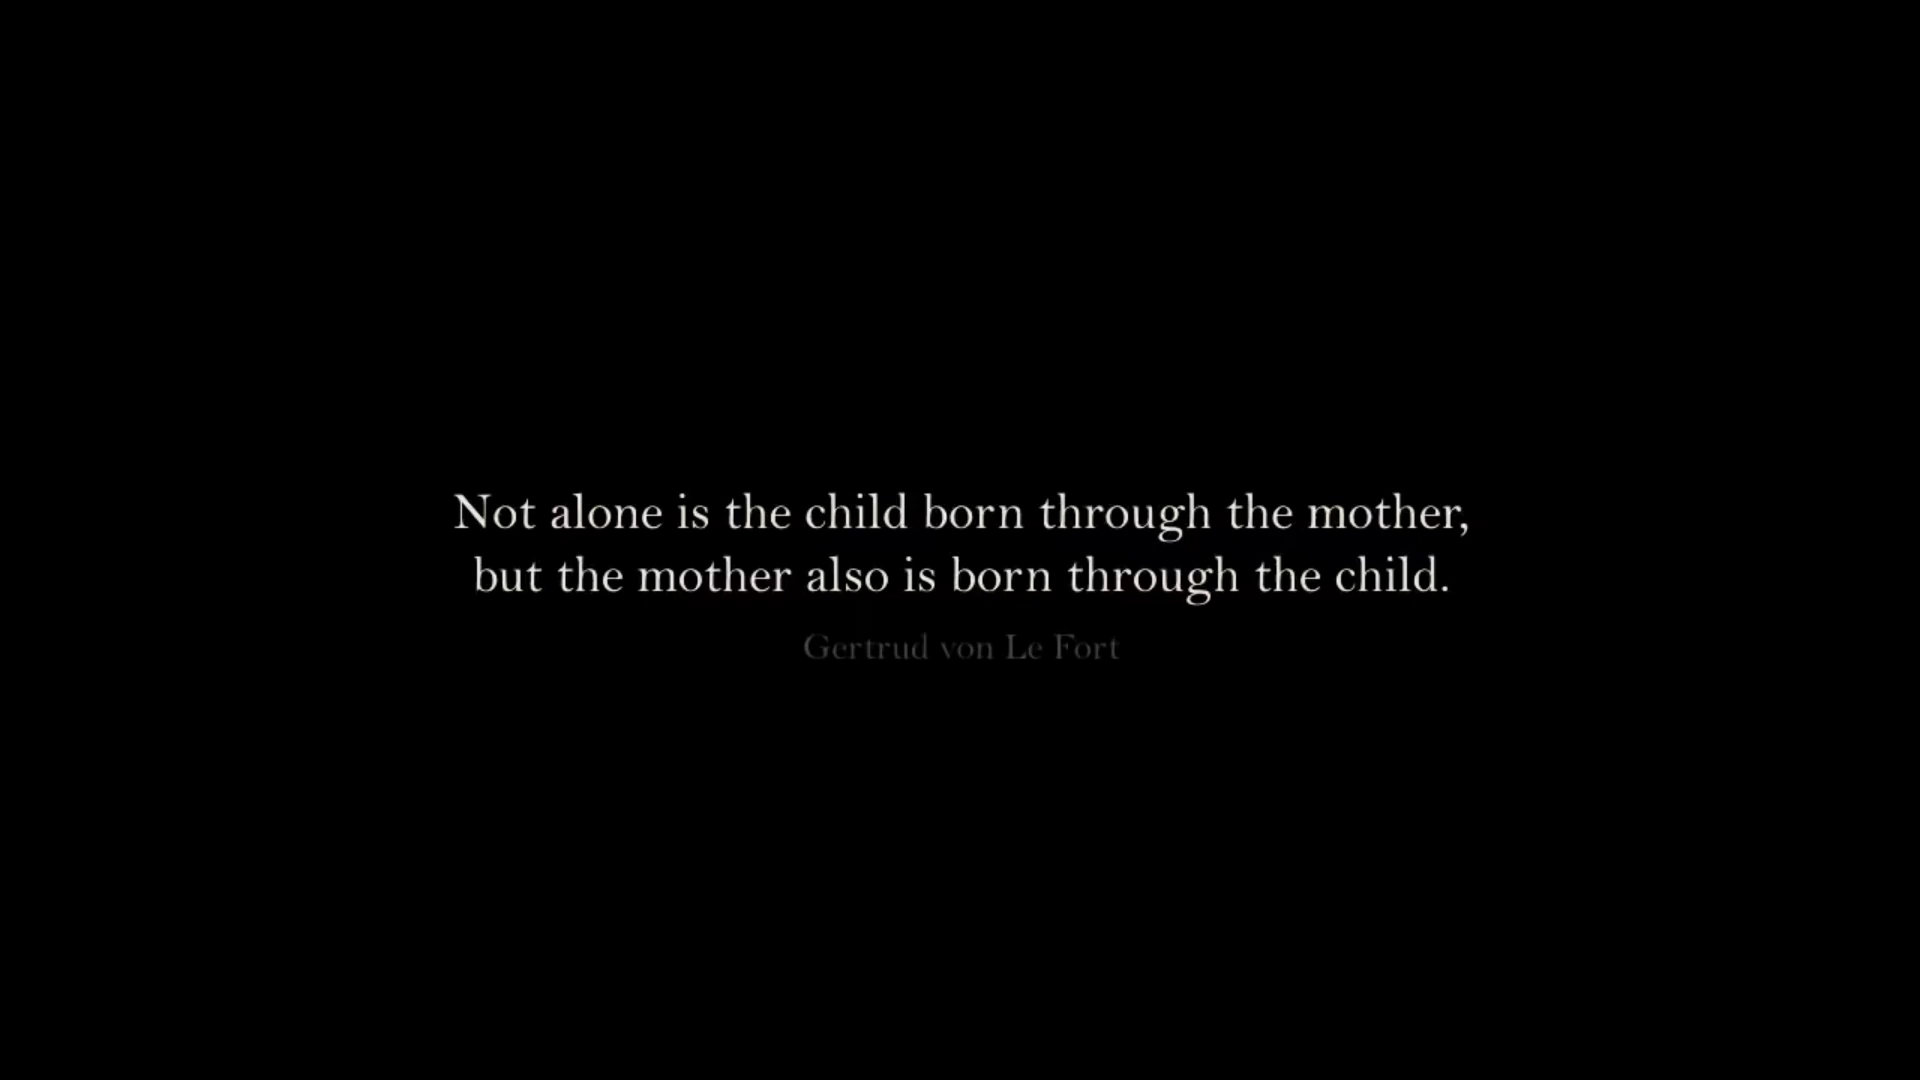 Not alone is the child born through the mother,
but the mother also is born through the child.
Gertrud von Le Fort